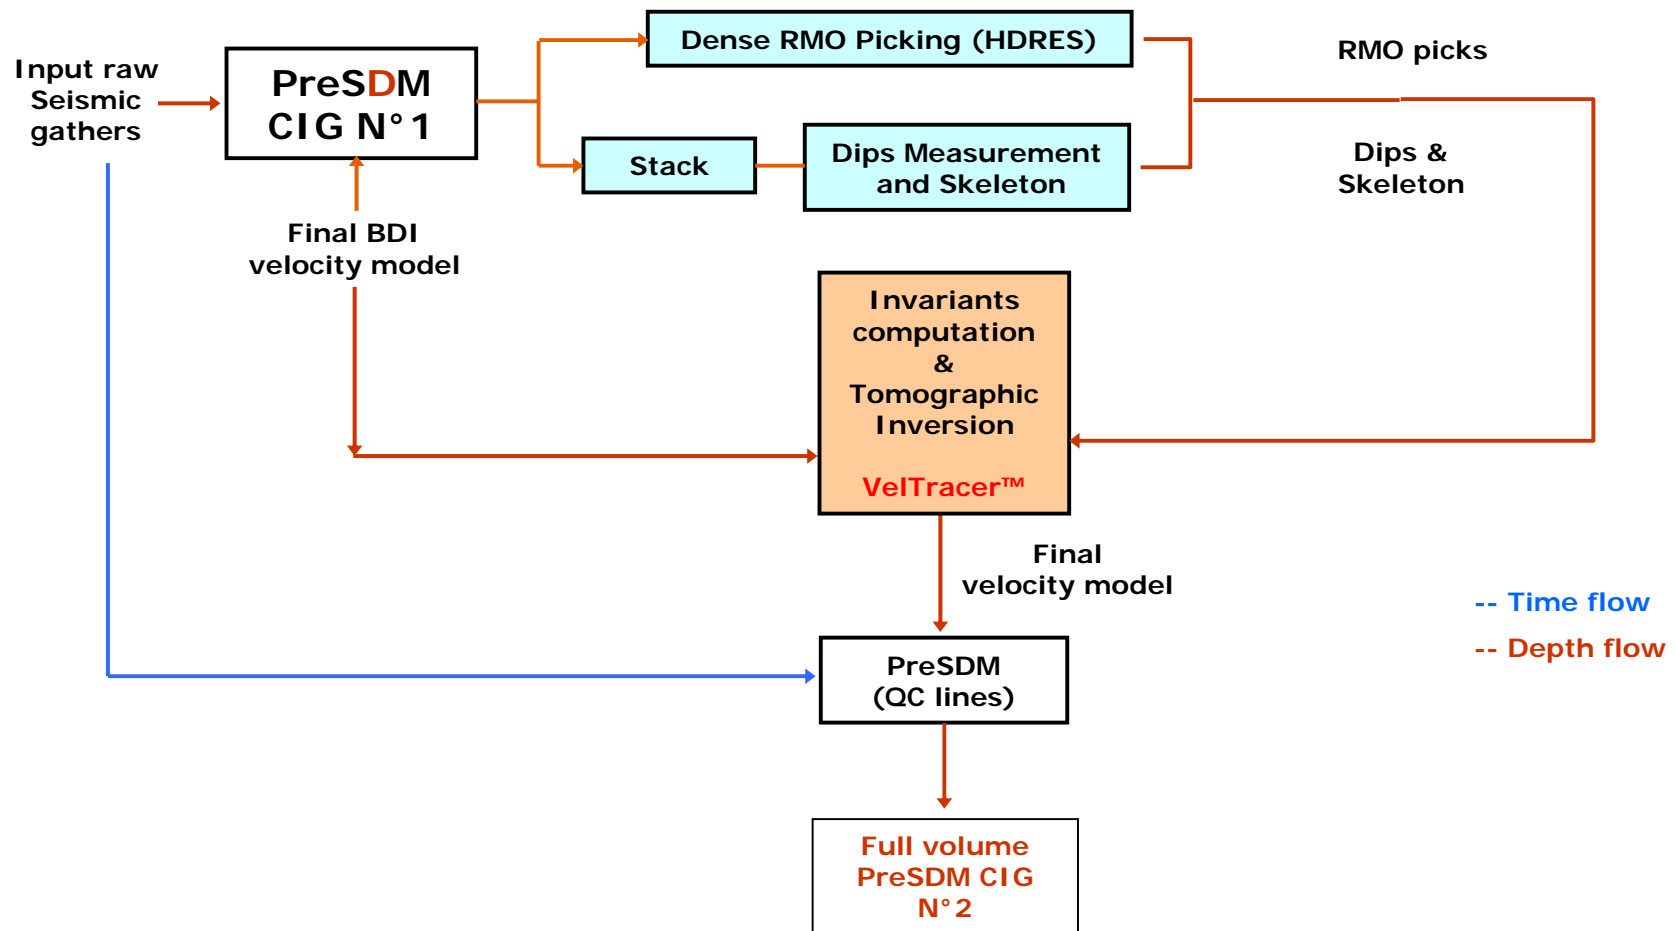 Input raw
Seismic
gathers
PreSDM
CIG N°1
Dense RMO Picking (HDRES)
Stack
Dips Measurement
and Skeleton
RMO picks
Dips &
Skeleton
Final BDI
velocity model
Invariants
computation
&
Tomographic
Inversion
VelTracer™
Final
velocity model
-- Time flow
-- Depth flow
PreSDM
(QC lines)
Full volume
PreSDM CIG
N°2